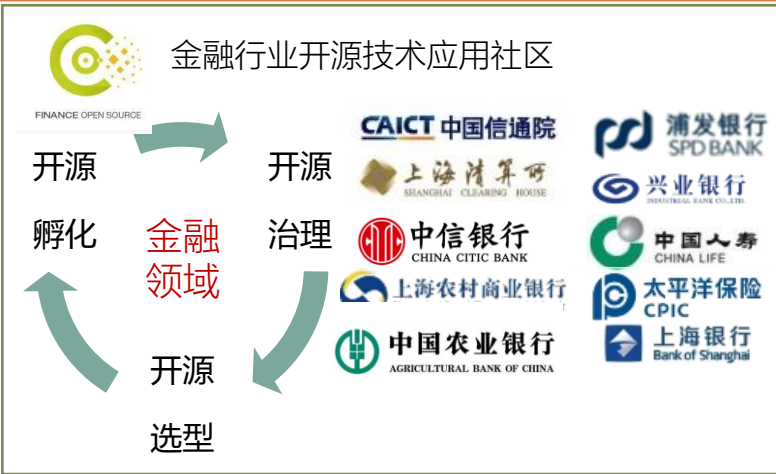 金融行业开源技术应用社区
FINANCE OPEN SOURCE
开源
孵化
金融
领域
开源
治理
开源
选型
CAICT 中国信通院
上海清算所
SHANGHAI CLEARING HOUSE
中信银行
CHINA CITIC BANK
上海农村商业银行
中国农业银行
AGRICULTURAL BANK OF CHINA
浦发银行
SPD BANK
兴业银行
INDUSTRIAL BANK CO.,LTD.
中国人寿
CHINA LIFE
太平洋保险
CPIC
上海银行
Bank of Shanghai